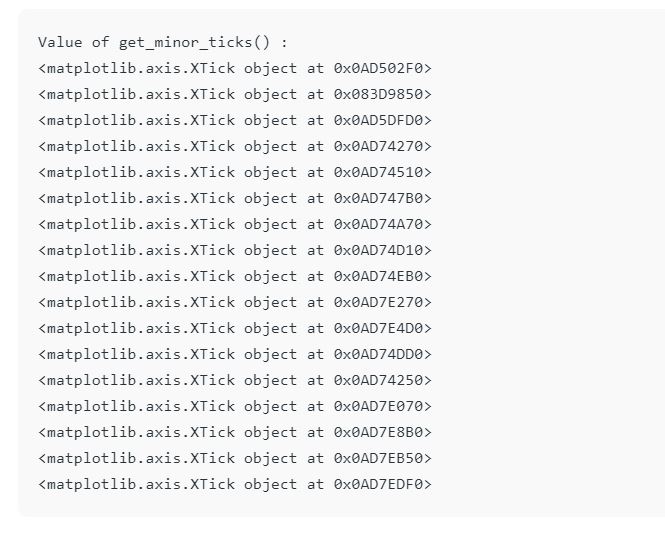 Value of get_minor_ticks() :
<matplotlib.axis.XTick object at 0x0AD502F0>
<matplotlib.axis.XTick object at 0x083D9850>
<matplotlib.axis.XTick object at 0x0AD5DFD0>
<matplotlib.axis.XTick object at 0x0AD74270>
<matplotlib.axis.XTick object at 0x0AD74510>
<matplotlib.axis.XTick object at 0x0AD747B0>
<matplotlib.axis.XTick object at 0x0AD74A70>
<matplotlib.axis.XTick object at 0x0AD74D10>
<matplotlib.axis.XTick object at 0x0AD74EB0>
<matplotlib.axis.XTick object at 0x0AD7E270>
<matplotlib.axis.XTick object at 0x0AD7E4D0>
<matplotlib.axis.XTick object at 0x0AD74DD0>
<matplotlib.axis.XTick object at 0x0AD74250>
<matplotlib.axis.XTick object at 0x0AD7E070>
<matplotlib.axis.XTick object at 0x0AD7E8B0>
<matplotlib.axis.XTick object at 0x0AD7EB50>
<matplotlib.axis.XTick object at 0x0AD7EDF0>